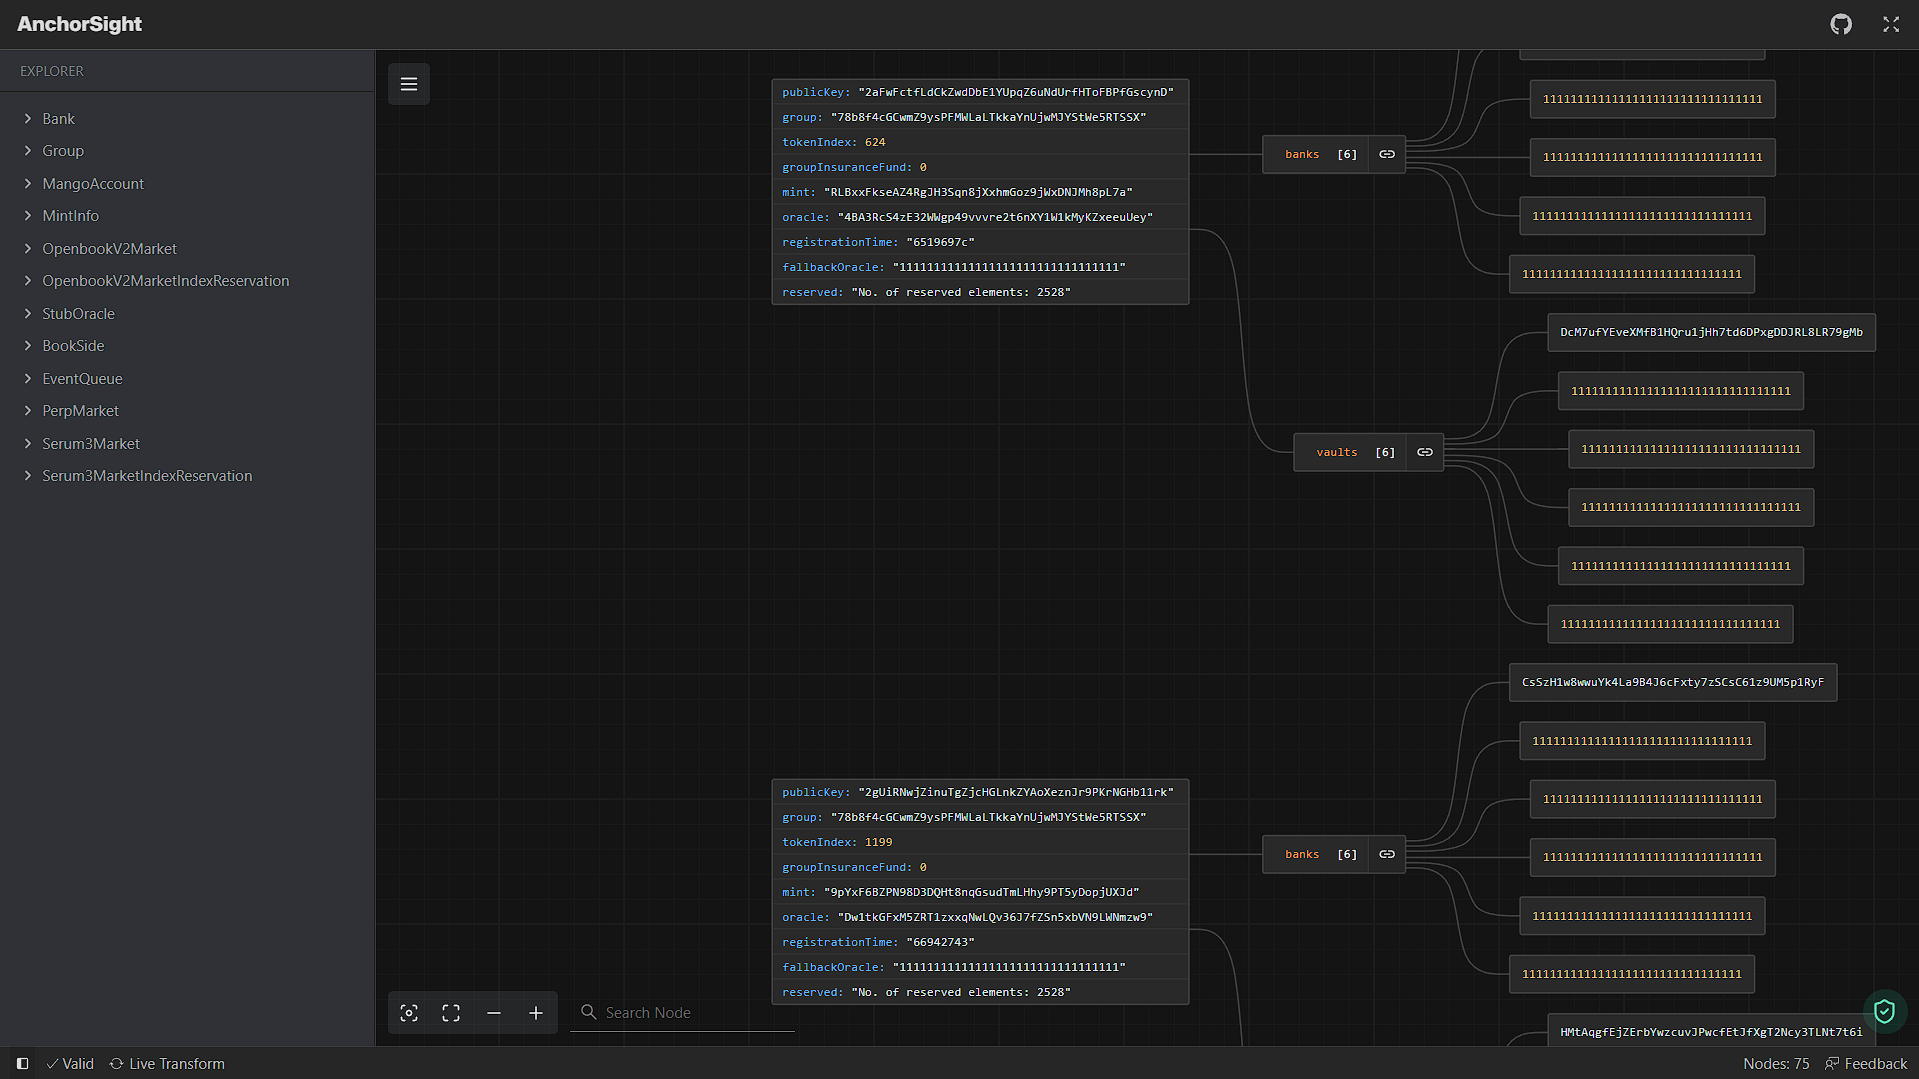 AnchorSight
EXPLORER
Bank
Group
MangoAccount
MintInfo
OpenbookV2Market
OpenbookV2MarketIndexReservation
StubOracle
BookSide
EventQueue
PerpMarket
Serum3Market
Serum3MarketIndexReservation
publicKey: "2aFwFctfLdCkZwdDbE1YUpqZ6uNdUrfHToFBPfGscynD"
group: "78b8f4cGCwmZ9ysPFMWLaLTkkaYnUjwMJYStWe5RTSSX"
tokenIndex: 624
groupInsuranceFund: 0
mint: "RLBxxFkseAZ4RgJH3Sqn8jXxhmGoz9jWxDNJMh8pL7a"
oracle: "4BA3RcS4zE32WWgp49vvvre2t6nXY1W1kMyKZxeeuUey"
registrationTime: "6519697c"
fallbackOracle: "11111111111111111111111111111111"
reserved: "No. of reserved elements: 2528"
banks [6]
11111111111111111111111111111111
11111111111111111111111111111111
11111111111111111111111111111111
11111111111111111111111111111111
vaults [6]
DcM7ufYEveXMfB1HQru1jHh7td6DPxgDDJRL8LR79gMb
11111111111111111111111111111111
11111111111111111111111111111111
11111111111111111111111111111111
11111111111111111111111111111111
11111111111111111111111111111111
publicKey: "2gUiRNwjZinuTgZjcHGLnkZYAoXeznJr9PKrNGHb11rk"
group: "78b8f4cGCwmZ9ysPFMWLaLTkkaYnUjwMJYStWe5RTSSX"
tokenIndex: 1199
groupInsuranceFund: 0
mint: "9pYxF6BZPN98D3DQHt8nqGsudTmLHhy9PT5yDopjUXJd"
oracle: "Dw1tkGFxM5ZRT1zxxqNwLQv36J7fZSn5xbVN9LWNmzw9"
registrationTime: "66942743"
fallbackOracle: "11111111111111111111111111111111"
reserved: "No. of reserved elements: 2528"
banks [6]
CsSzH1w8wwuYk4La9B4J6cFxty7zSCsC61z9UM5p1RyF
11111111111111111111111111111111
11111111111111111111111111111111
11111111111111111111111111111111
11111111111111111111111111111111
11111111111111111111111111111111
HMtAqgfEjZErbYwzcuvJPwcfEtJfXgT2Ncy3TLNt7t6i
Search Node
Valid
Live Transform
Nodes: 75
Feedback